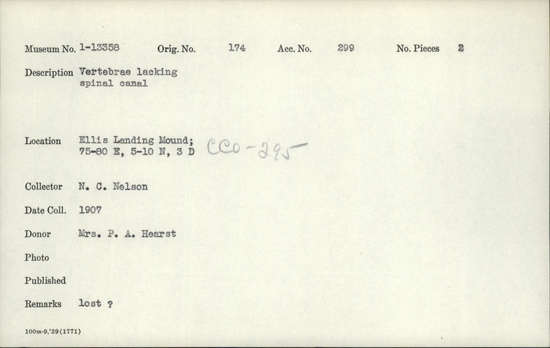 Museum No. 1-13358 Orig. No. 174 Acc. No. 299 No. Pieces 2
Description Vertebrae lacking
spinal canal
Location Ellis Landing Mound;
75-80 E, 5-10 N, 3 D CCO-295
Collector N. C. Nelson
Date Coll. 1907
Donor Mrs. P. A. Hearst
Photo
Published
Remarks lost ?
100m-9,'39(1771)